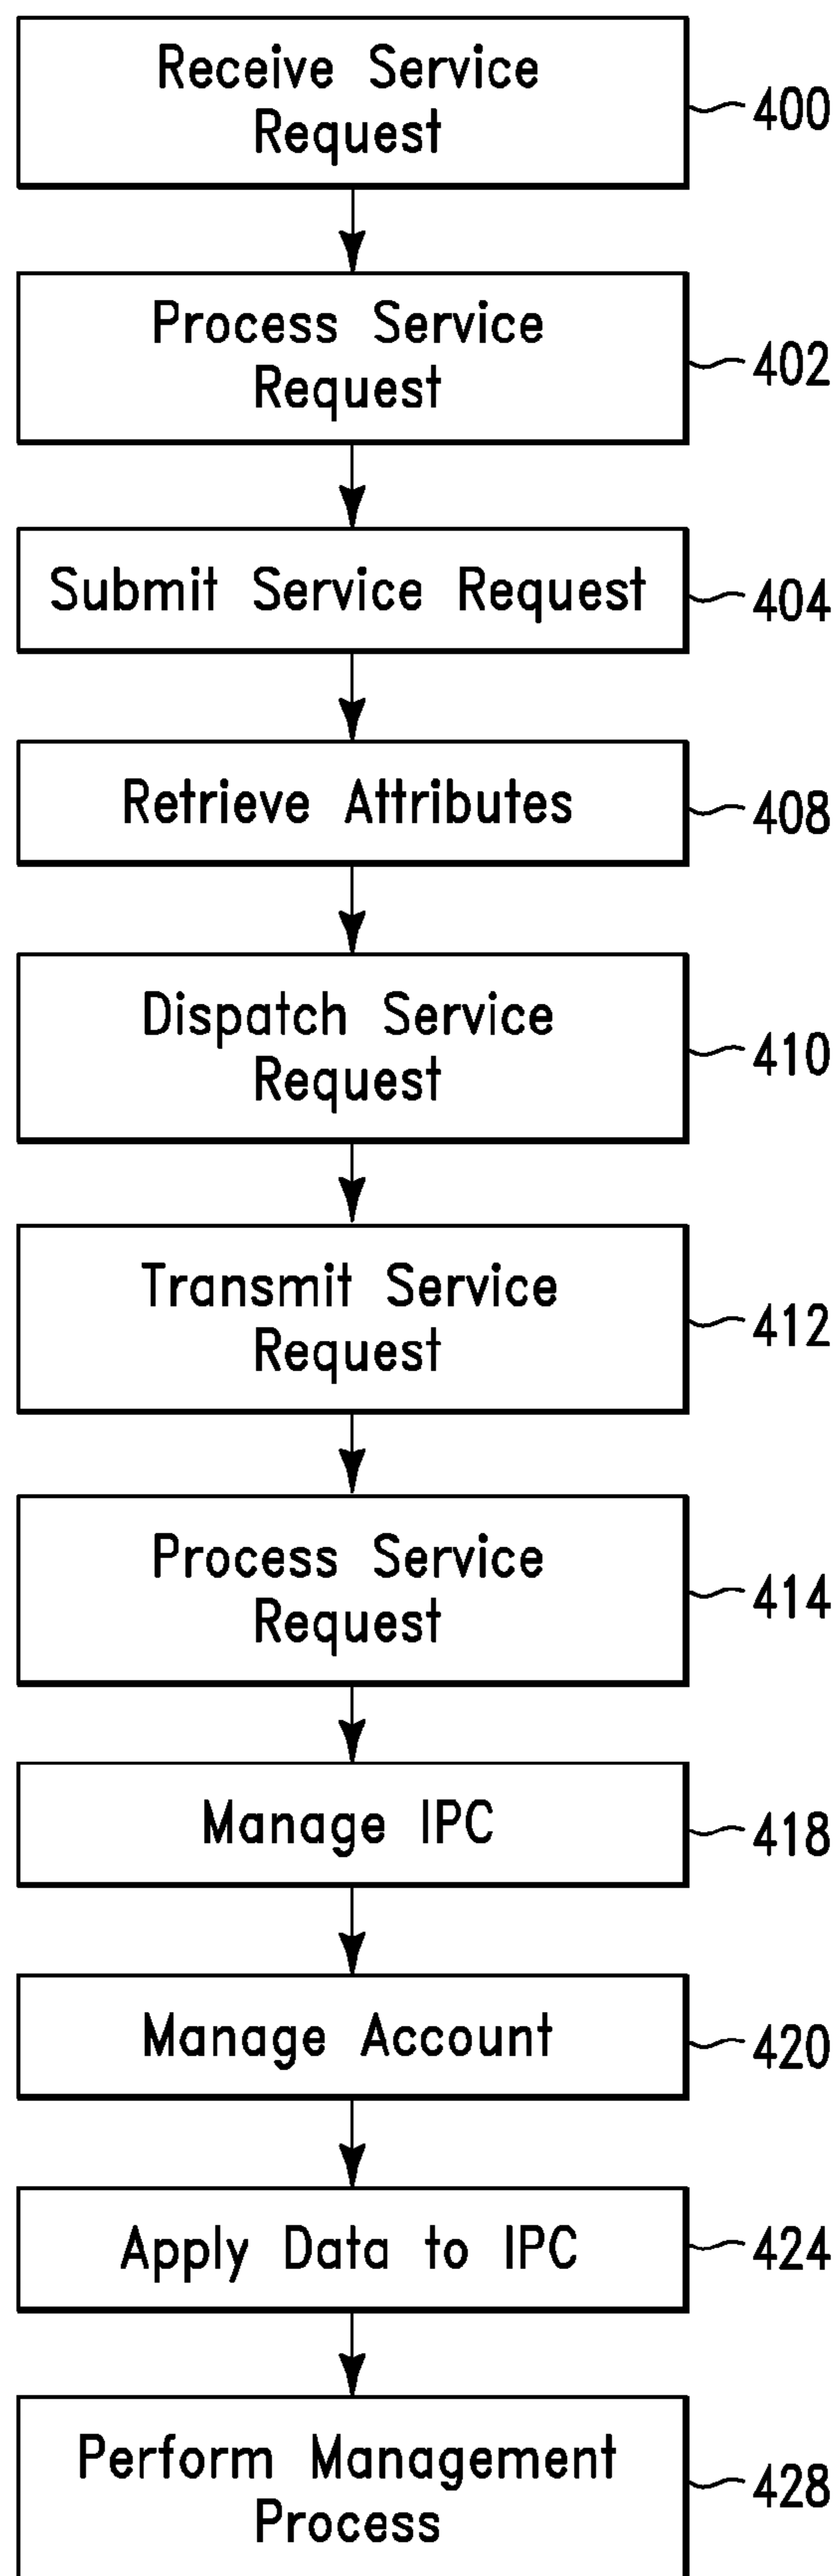 Receive Service
Request
400
Process Service
Request
402
Submit Service Request
404
Retrieve Attributes
408
Dispatch Service
Request
410
Transmit Service
Request
412
Process Service
Request
414
Manage IPC
418
Manage Account
420
Apply Data to IPC
424
Perform Management
Process
428